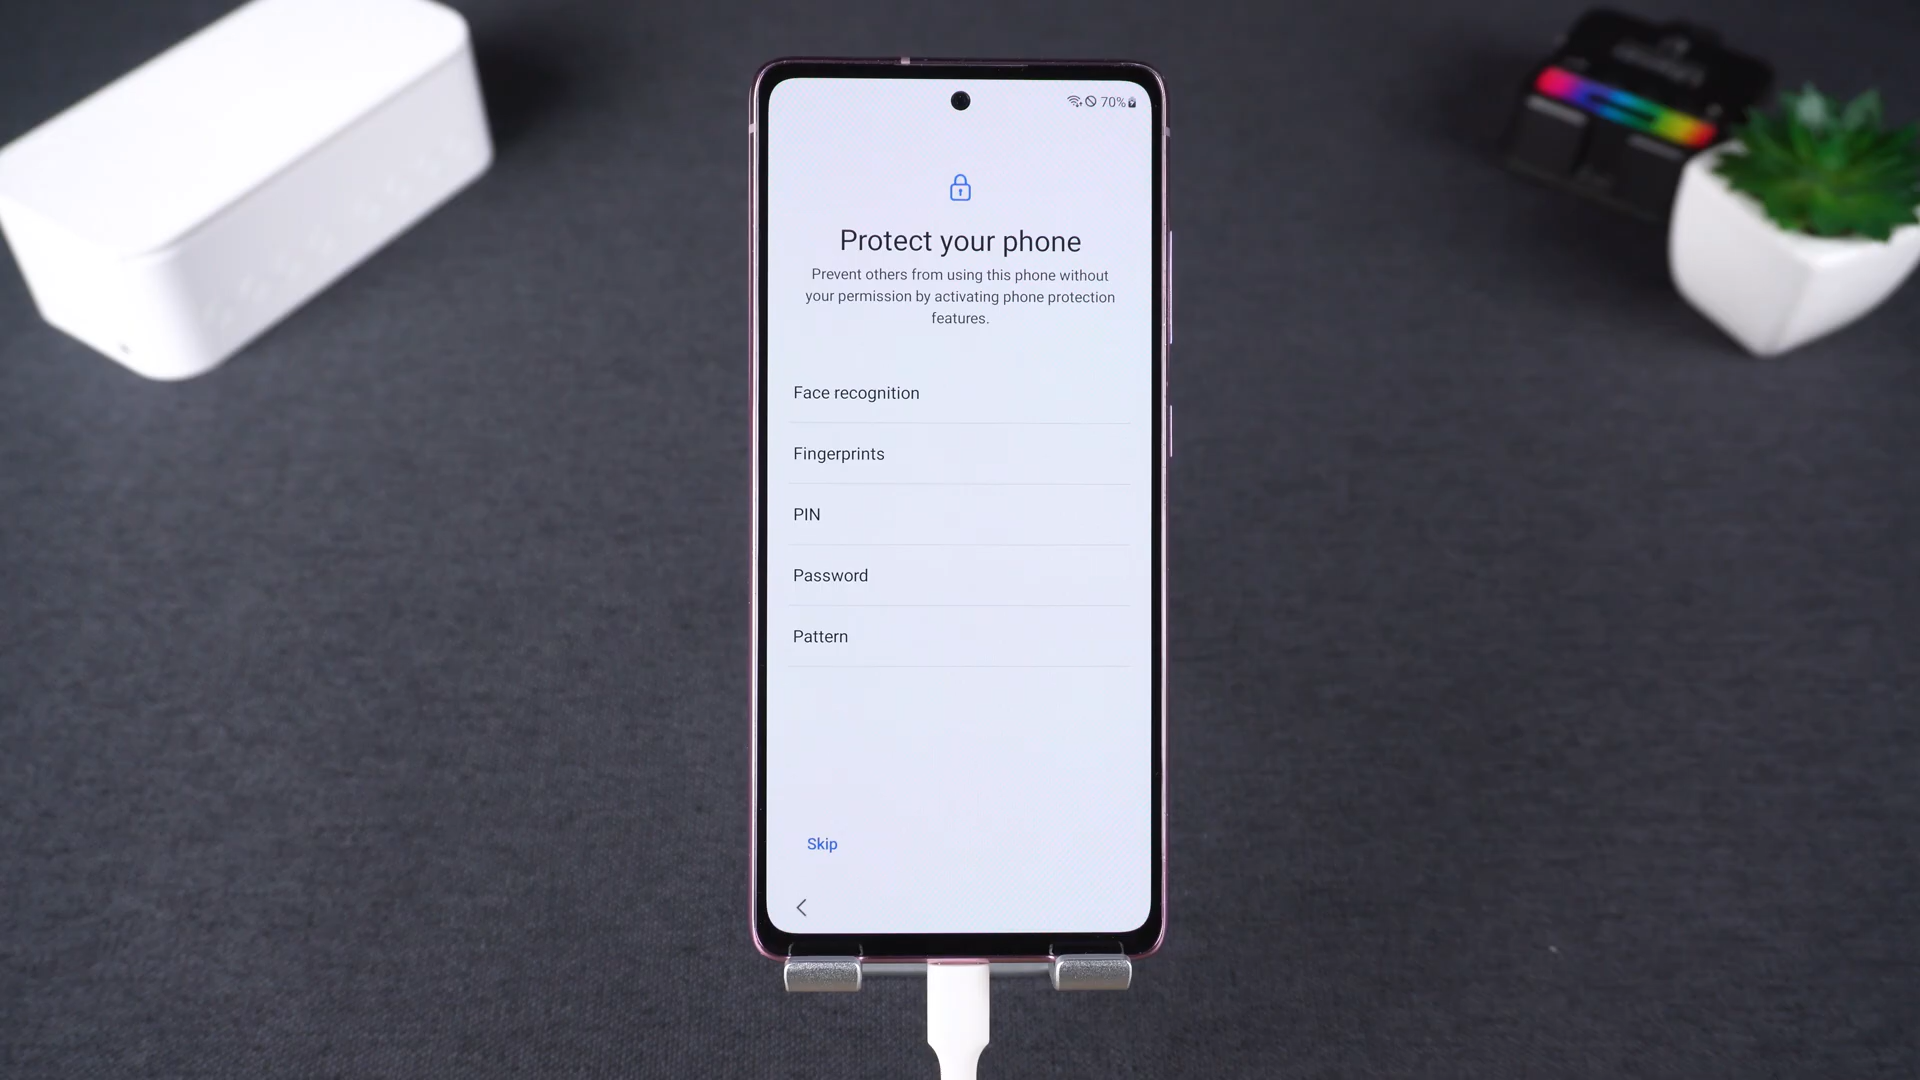 70%
Protect your phone
Prevent others from using this phone without
your permission by activating phone protection
features.
Face recognition
Fingerprints
PIN
Password
Pattern
Skip